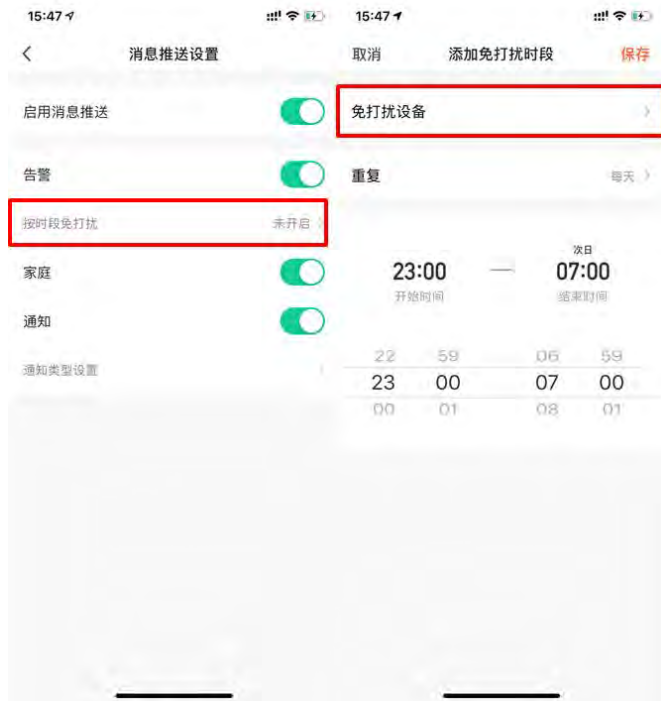 15:47
消息推送设置
启用消息推送
告警
按时段免打扰 未开启
家庭
通知
通知类型设置
15:47
取消 添加免打扰时段 保存
免打扰设备
重复 每天
次日
23:00 — 07:00
开始时间 结束时间
22 59 06 59
23 00 07 00
00 01 08 01